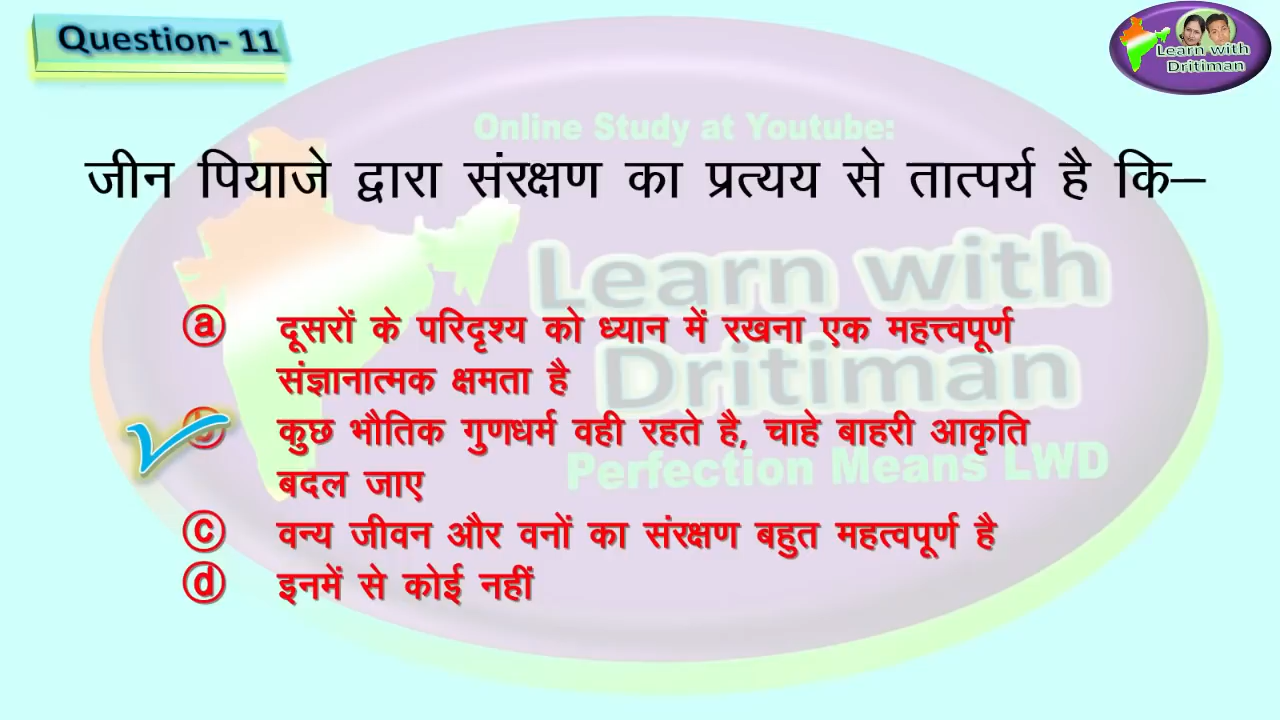 Question- 11
Learn with
Dritiman
Online Study at Youtube:
जीन पियाजे द्वारा संरक्षण का प्रत्यय से तात्पर्य है कि–
Learn with
ⓐ दूसरों के परिदृश्य को ध्यान में रखना एक महत्त्वपूर्ण
Dritiman
संज्ञानात्मक क्षमता है
ⓑ कुछ भौतिक गुणधर्म वही रहते है, चाहे बाहरी आकृति
Perfection Means LWD
बदल जाए
ⓒ वन्य जीवन और वनों का संरक्षण बहुत महत्वपूर्ण है
ⓓ इनमें से कोई नहीं